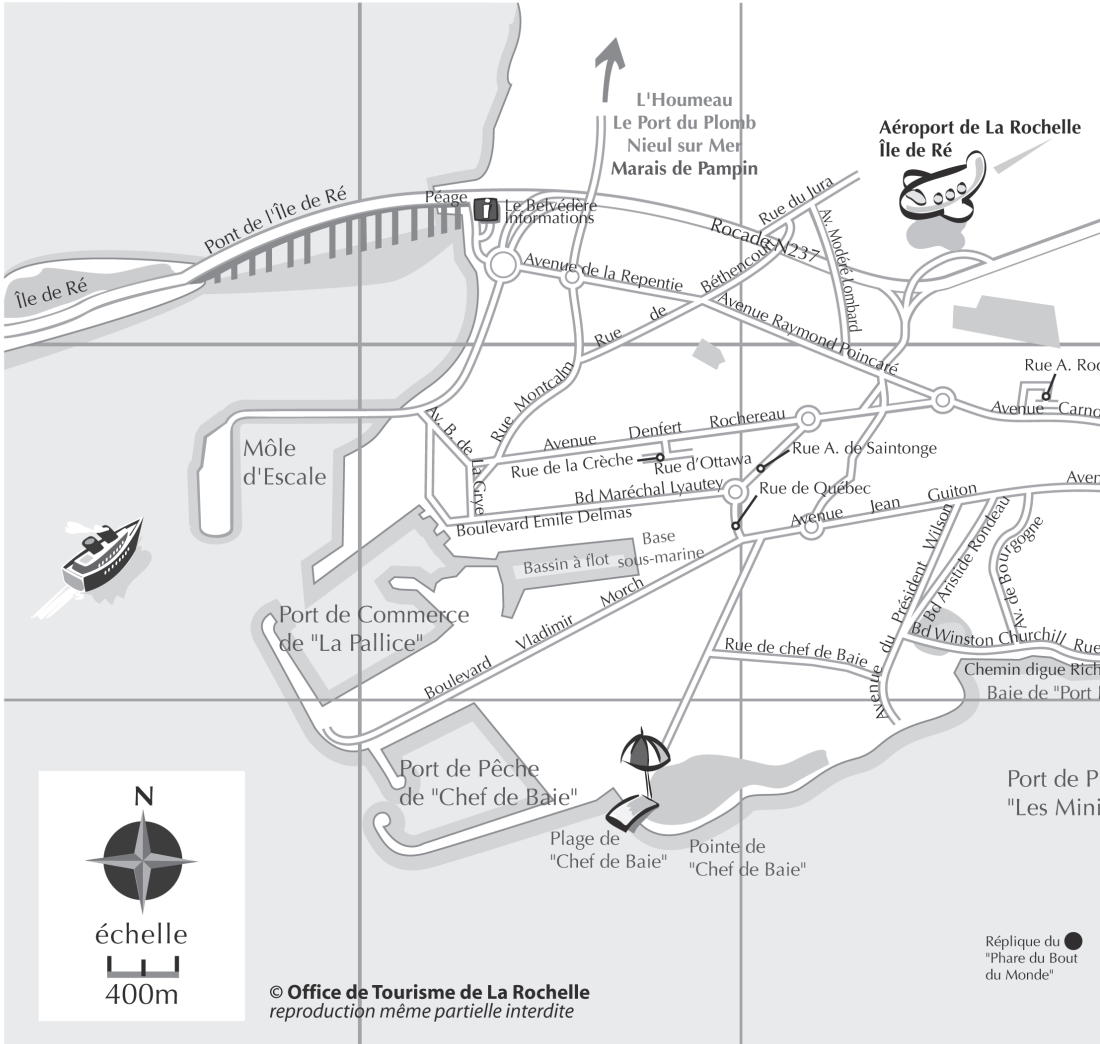 L'Houmeau
Le Port du Plomb
Nieul sur Mer
Marais de Pampin
Aéroport de La Rochelle
Île de Ré
Pont de l'Île de Ré
Péage
i
Le Belvédère
Informations
Rue du Jura
Rocade N237
Av. Modéré Lombard
Île de Ré
Avenue de la Repentie
Rue de Béthencourt
Avenue Raymond Poincaré
Rue Montcalm
Rue A. Roc
Avenue Carno
Av. B. de La Grye
Avenue Denfert Rochereau
Môle
d'Escale
Rue de la Crèche
Rue d'Ottawa
Rue A. de Saintonge
Bd Maréchal Lyautey
Rue de Québec
Boulevard Emile Delmas
Avenue Jean Guiton
Aven
Base
sous-marine
Bassin à flot
Avenue du Président Wilson
Bd Aristide Rondeau
Av. de Bourgogne
Port de Commerce
de "La Pallice"
Boulevard Vladimir Morch
Bd Winston Churchill
Rue
Rue de chef de Baie
Chemin digue Rich
Baie de "Port
Port de Pêche
de "Chef de Baie"
Port de P
"Les Mini
Plage de
"Chef de Baie"
Pointe de
"Chef de Baie"
N
échelle
400m
Réplique du
"Phare du Bout
du Monde"
© Office de Tourisme de La Rochelle
reproduction même partielle interdite